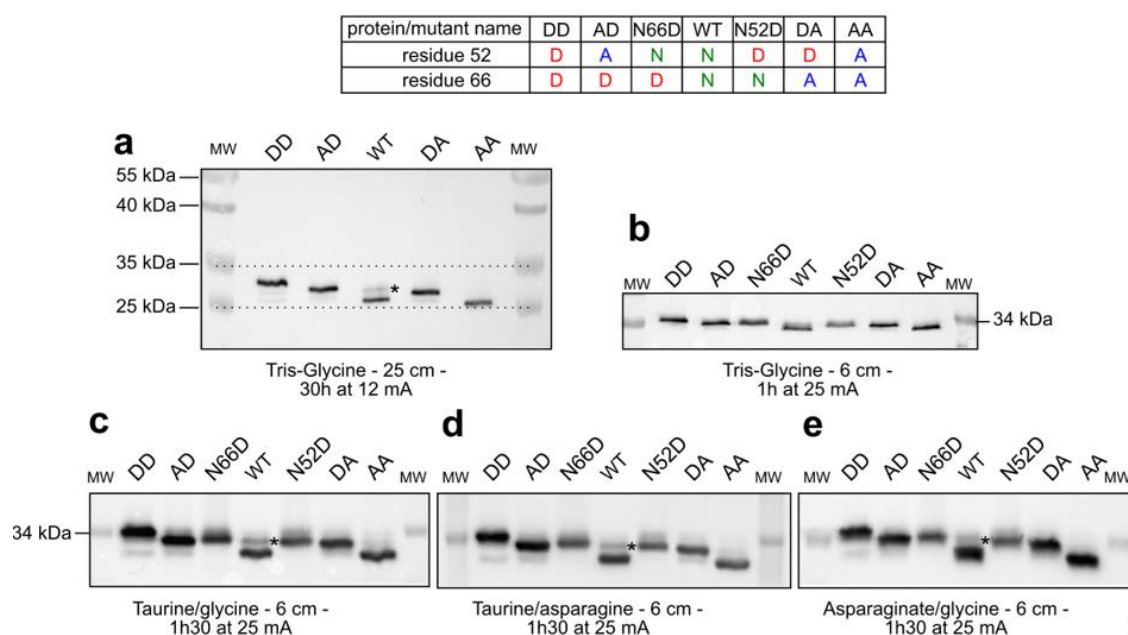 protein/mutant name DD AD N66D WT N52D DA AA
residue 52 D A N N D D A
residue 66 D D D N N A A
a
MW DD AD WT DA AA MW
55 kDa
40 kDa
35 kDa
*
25 kDa
Tris-Glycine - 25 cm -
30h at 12 mA
b
MW DD AD N66D WT N52D DA AA MW
34 kDa
Tris-Glycine - 6 cm -
1h at 25 mA
c
MW DD AD N66D WT N52D DA AA MW
34 kDa
*
Taurine/glycine - 6 cm -
1h30 at 25 mA
d
DD AD N66D WT N52D DA AA MW
*
Taurine/asparagine - 6 cm -
1h30 at 25 mA
e
DD AD N66D WT N52D DA AA MW
*
Asparaginate/glycine - 6 cm -
1h30 at 25 mA